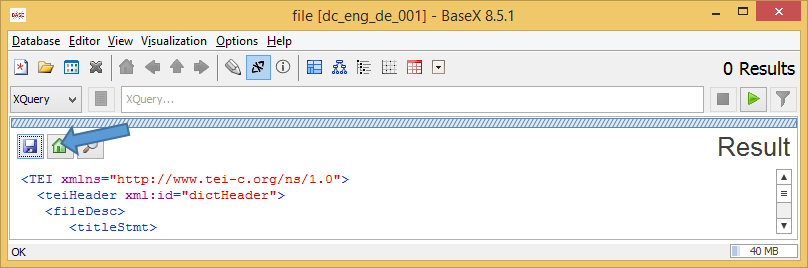 BASE
file [dc_eng_de_001] - BaseX 8.5.1
Database Editor View Visualization Options Help
0 Results
XQuery XQuery...
Result
<TEI xmlns="http://www.tei-c.org/ns/1.0">
<teiHeader xml:id="dictHeader">
<fileDesc>
<titleStmt>
OK 40 MB